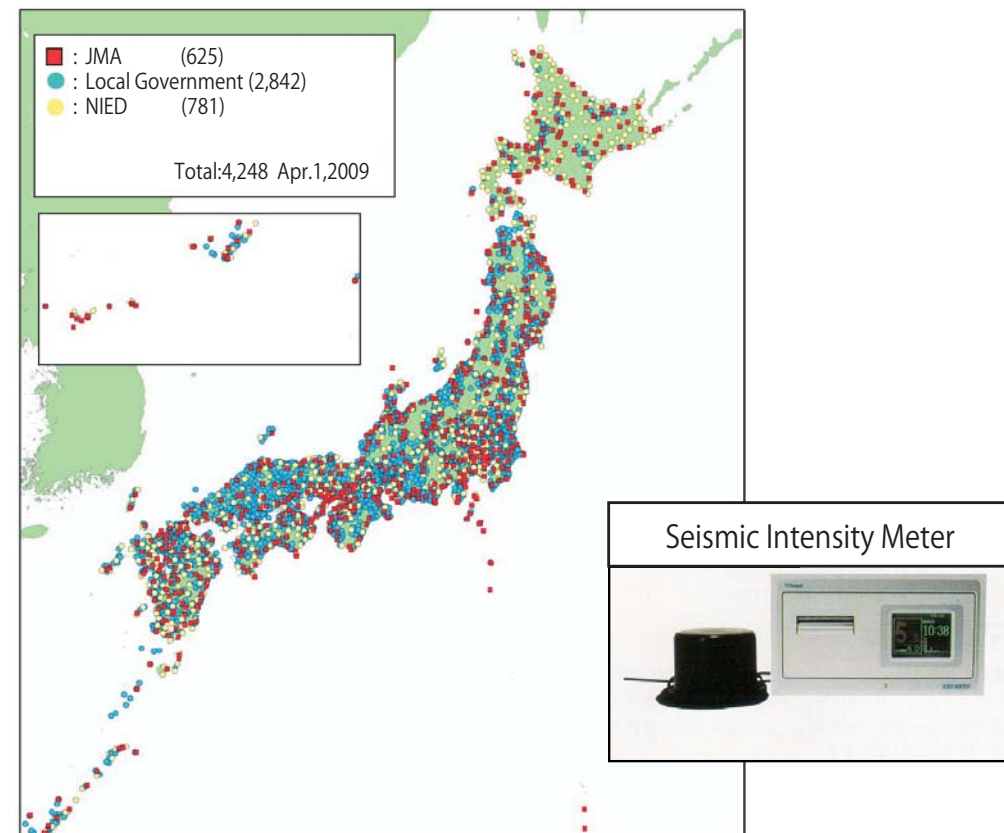 : JMA (625)
: Local Government (2,842)
: NIED (781)
Total:4,248 Apr.1,2009
Seismic Intensity Meter
10:38